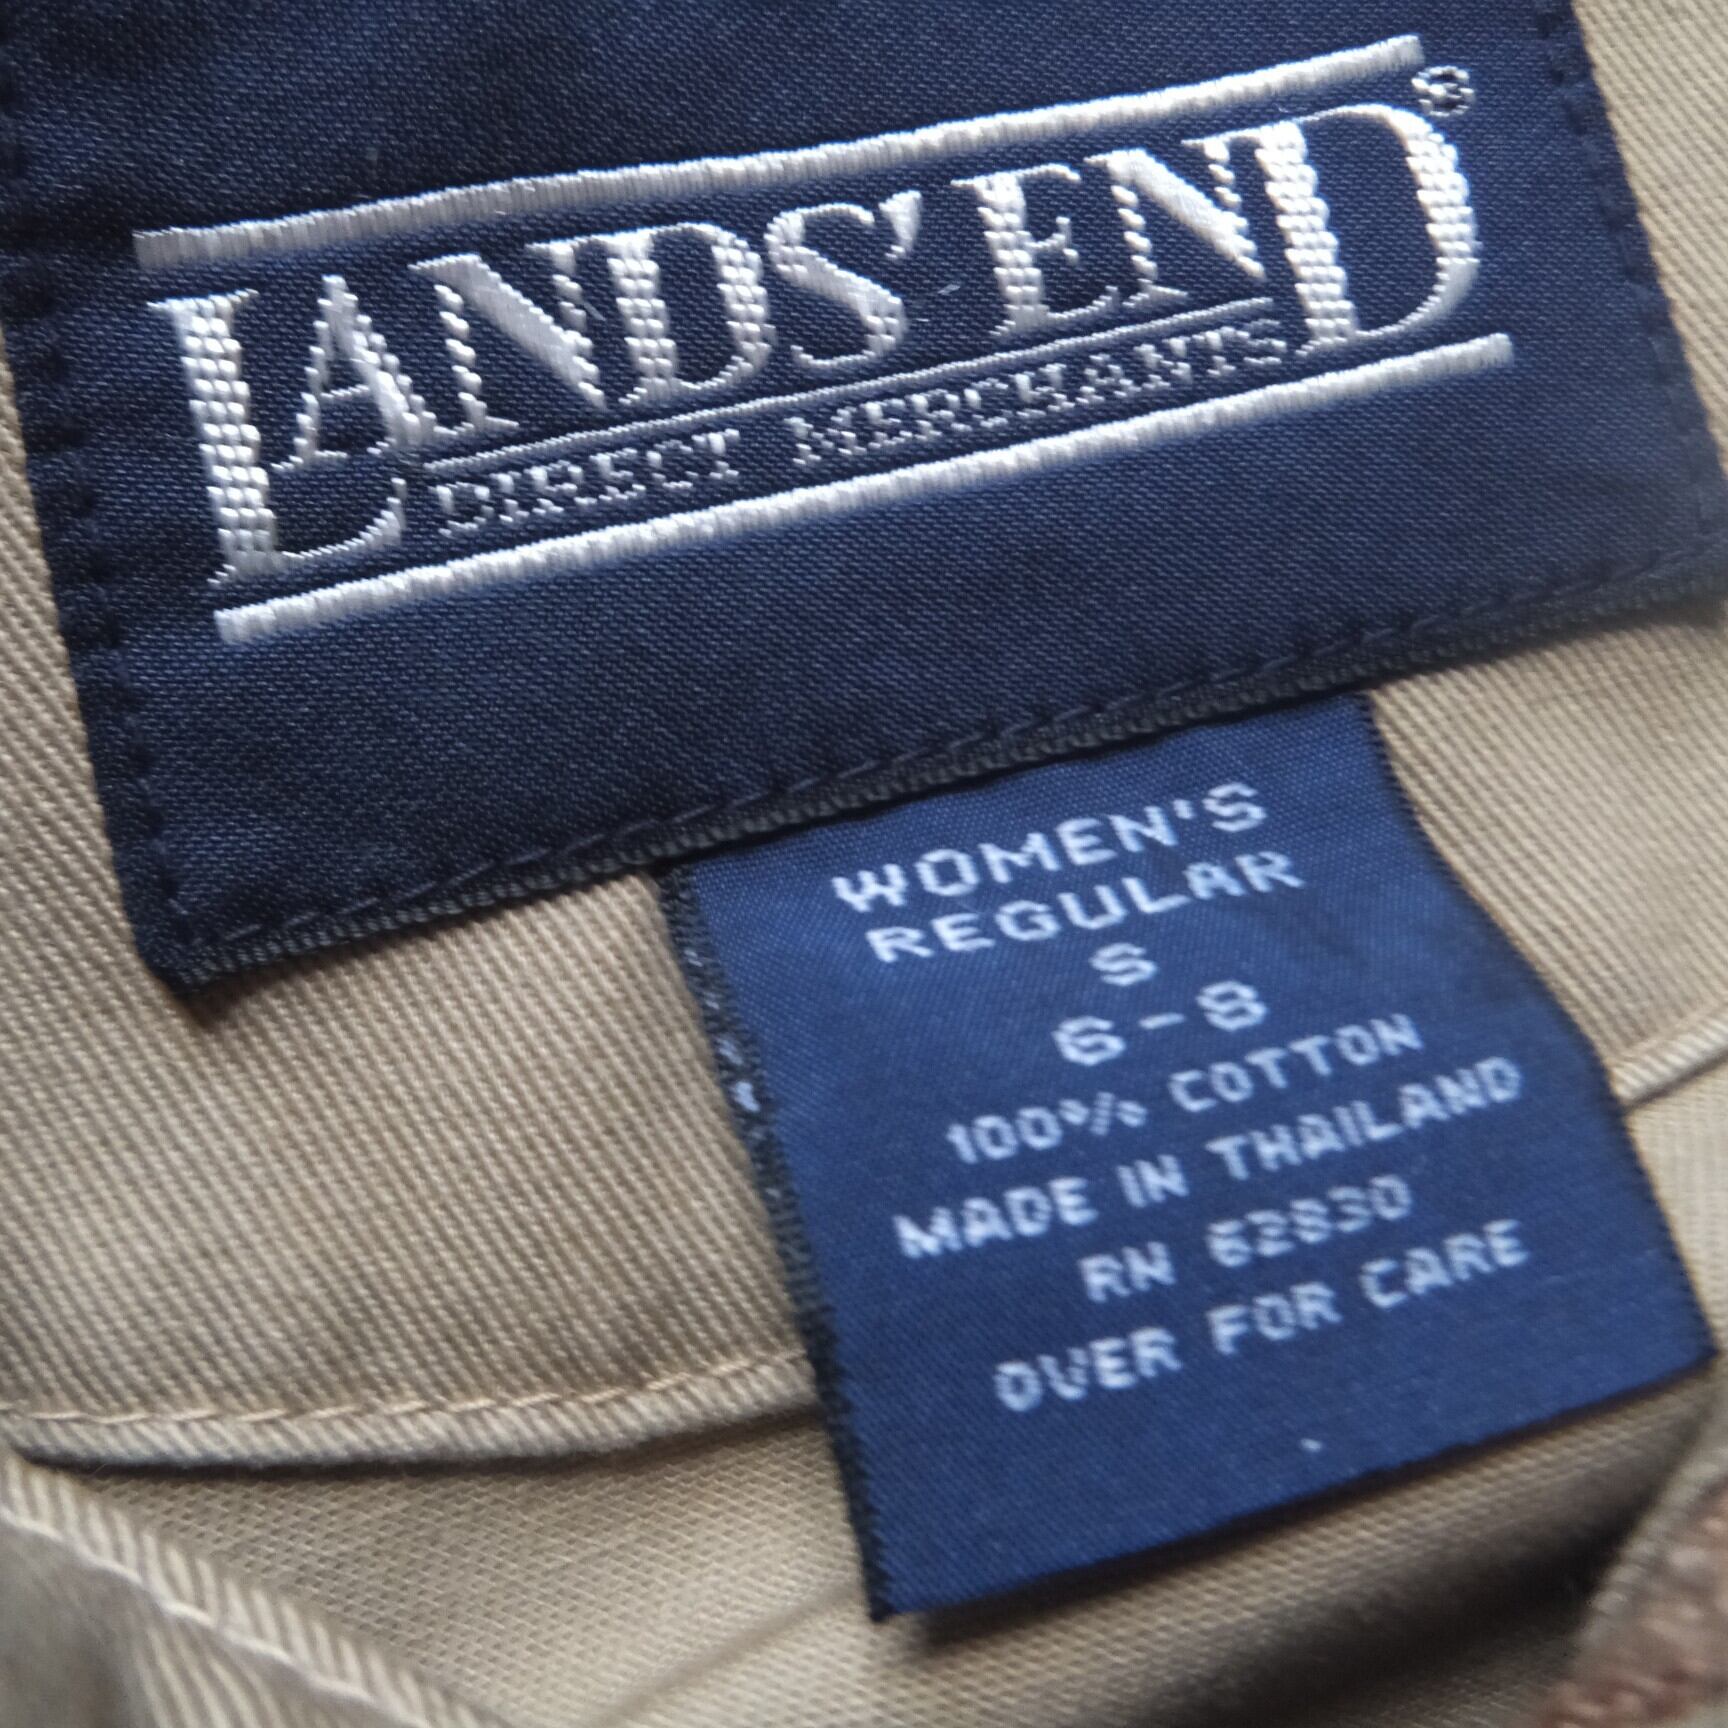 LANDS' END®
DIRECT MERCHANTS
WOMEN'S
REGULAR
S
6-8
100% COTTON
MADE IN THAILAND
RN 62830
OVER FOR CARE